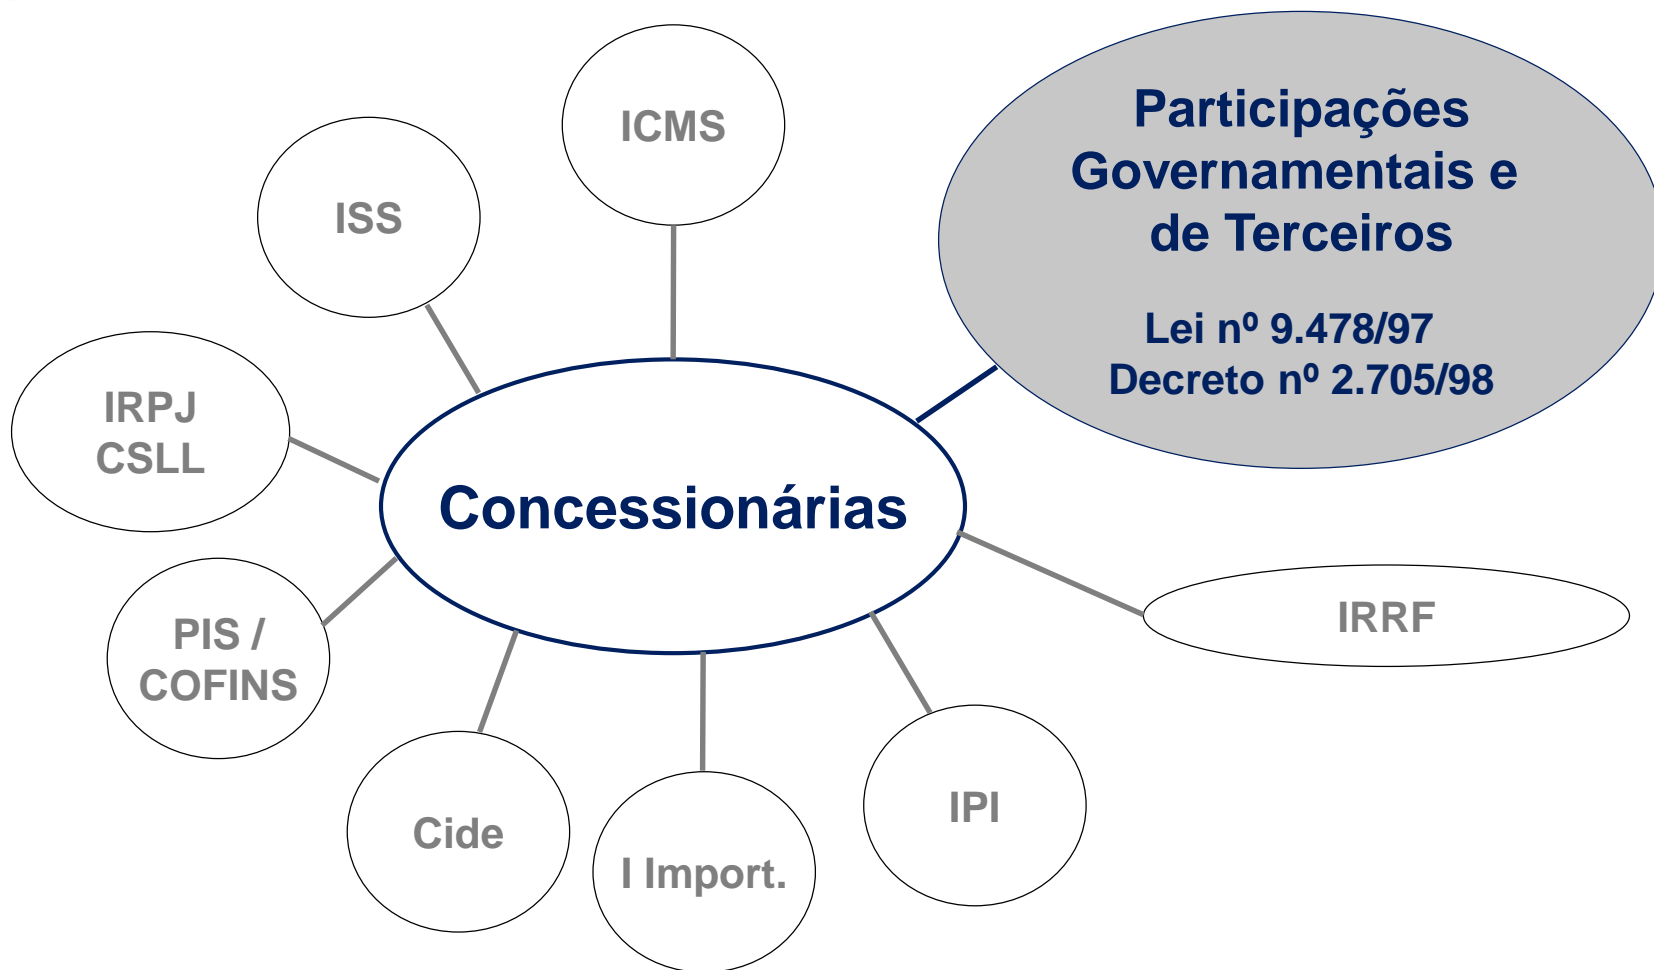 ICMS
Participações
Governamentais e
de Terceiros
Lei nº 9.478/97
Decreto nº 2.705/98
ISS
IRPJ
CSLL
Concessionárias
PIS /
COFINS
IRRF
Cide
I Import.
IPI